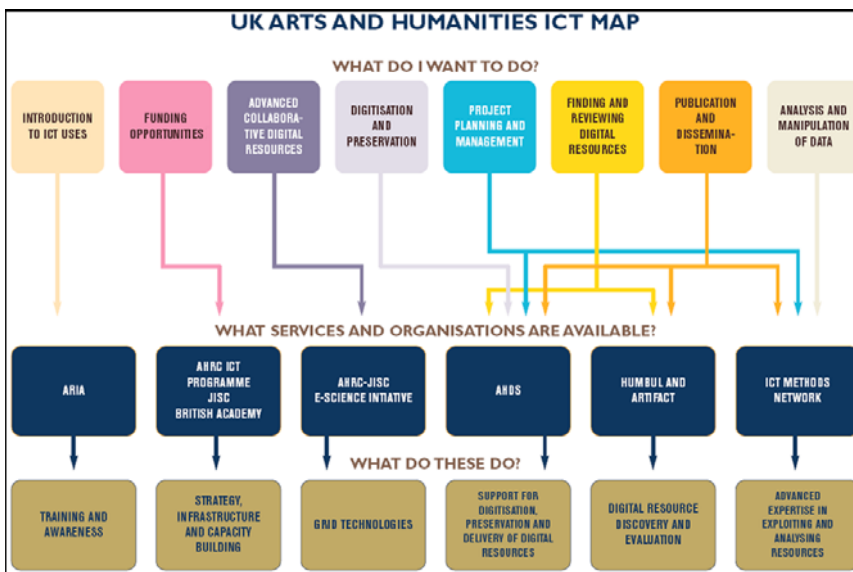 UK ARTS AND HUMANITIES ICT MAP
WHAT DO I WANT TO DO?
INTRODUCTION
TO ICT USES
FUNDING
OPPORTUNITIES
ADVANCED
COLLABORA-
TIVE DIGITAL
RESOURCES
DIGITISATION
AND
PRESERVATION
PROJECT
PLANNING AND
MANAGEMENT
FINDING AND
REVIEWING
DIGITAL
RESOURCES
PUBLICATION
AND
DISSEMINA-
TION
ANALYSIS AND
MANIPULATION
OF DATA
WHAT SERVICES AND ORGANISATIONS ARE AVAILABLE?
ARIA
AHRC ICT
PROGRAMME
JISC
BRITISH ACADEMY
AHRC-JISC
E-SCIENCE INTIATIVE
AHDS
HUMBUL AND
ARTIFACT
ICT METHODS
NETWORK
WHAT DO THESE DO?
TRAINING AND
AWARENESS
STRATEGY,
INFRASTRUCTURE
AND CAPACITY
BUILDING
GRID TECHNOLOGIES
SUPPORT FOR
DIGITISATION,
PRESERVATION AND
DELIVERY OF DIGITAL
RESOURCES
DIGITAL RESOURCE
DISCOVERY AND
EVALUATION
ADVANCED
EXPERTISE IN
EXPLOITING AND
ANALYSING
RESOURCES